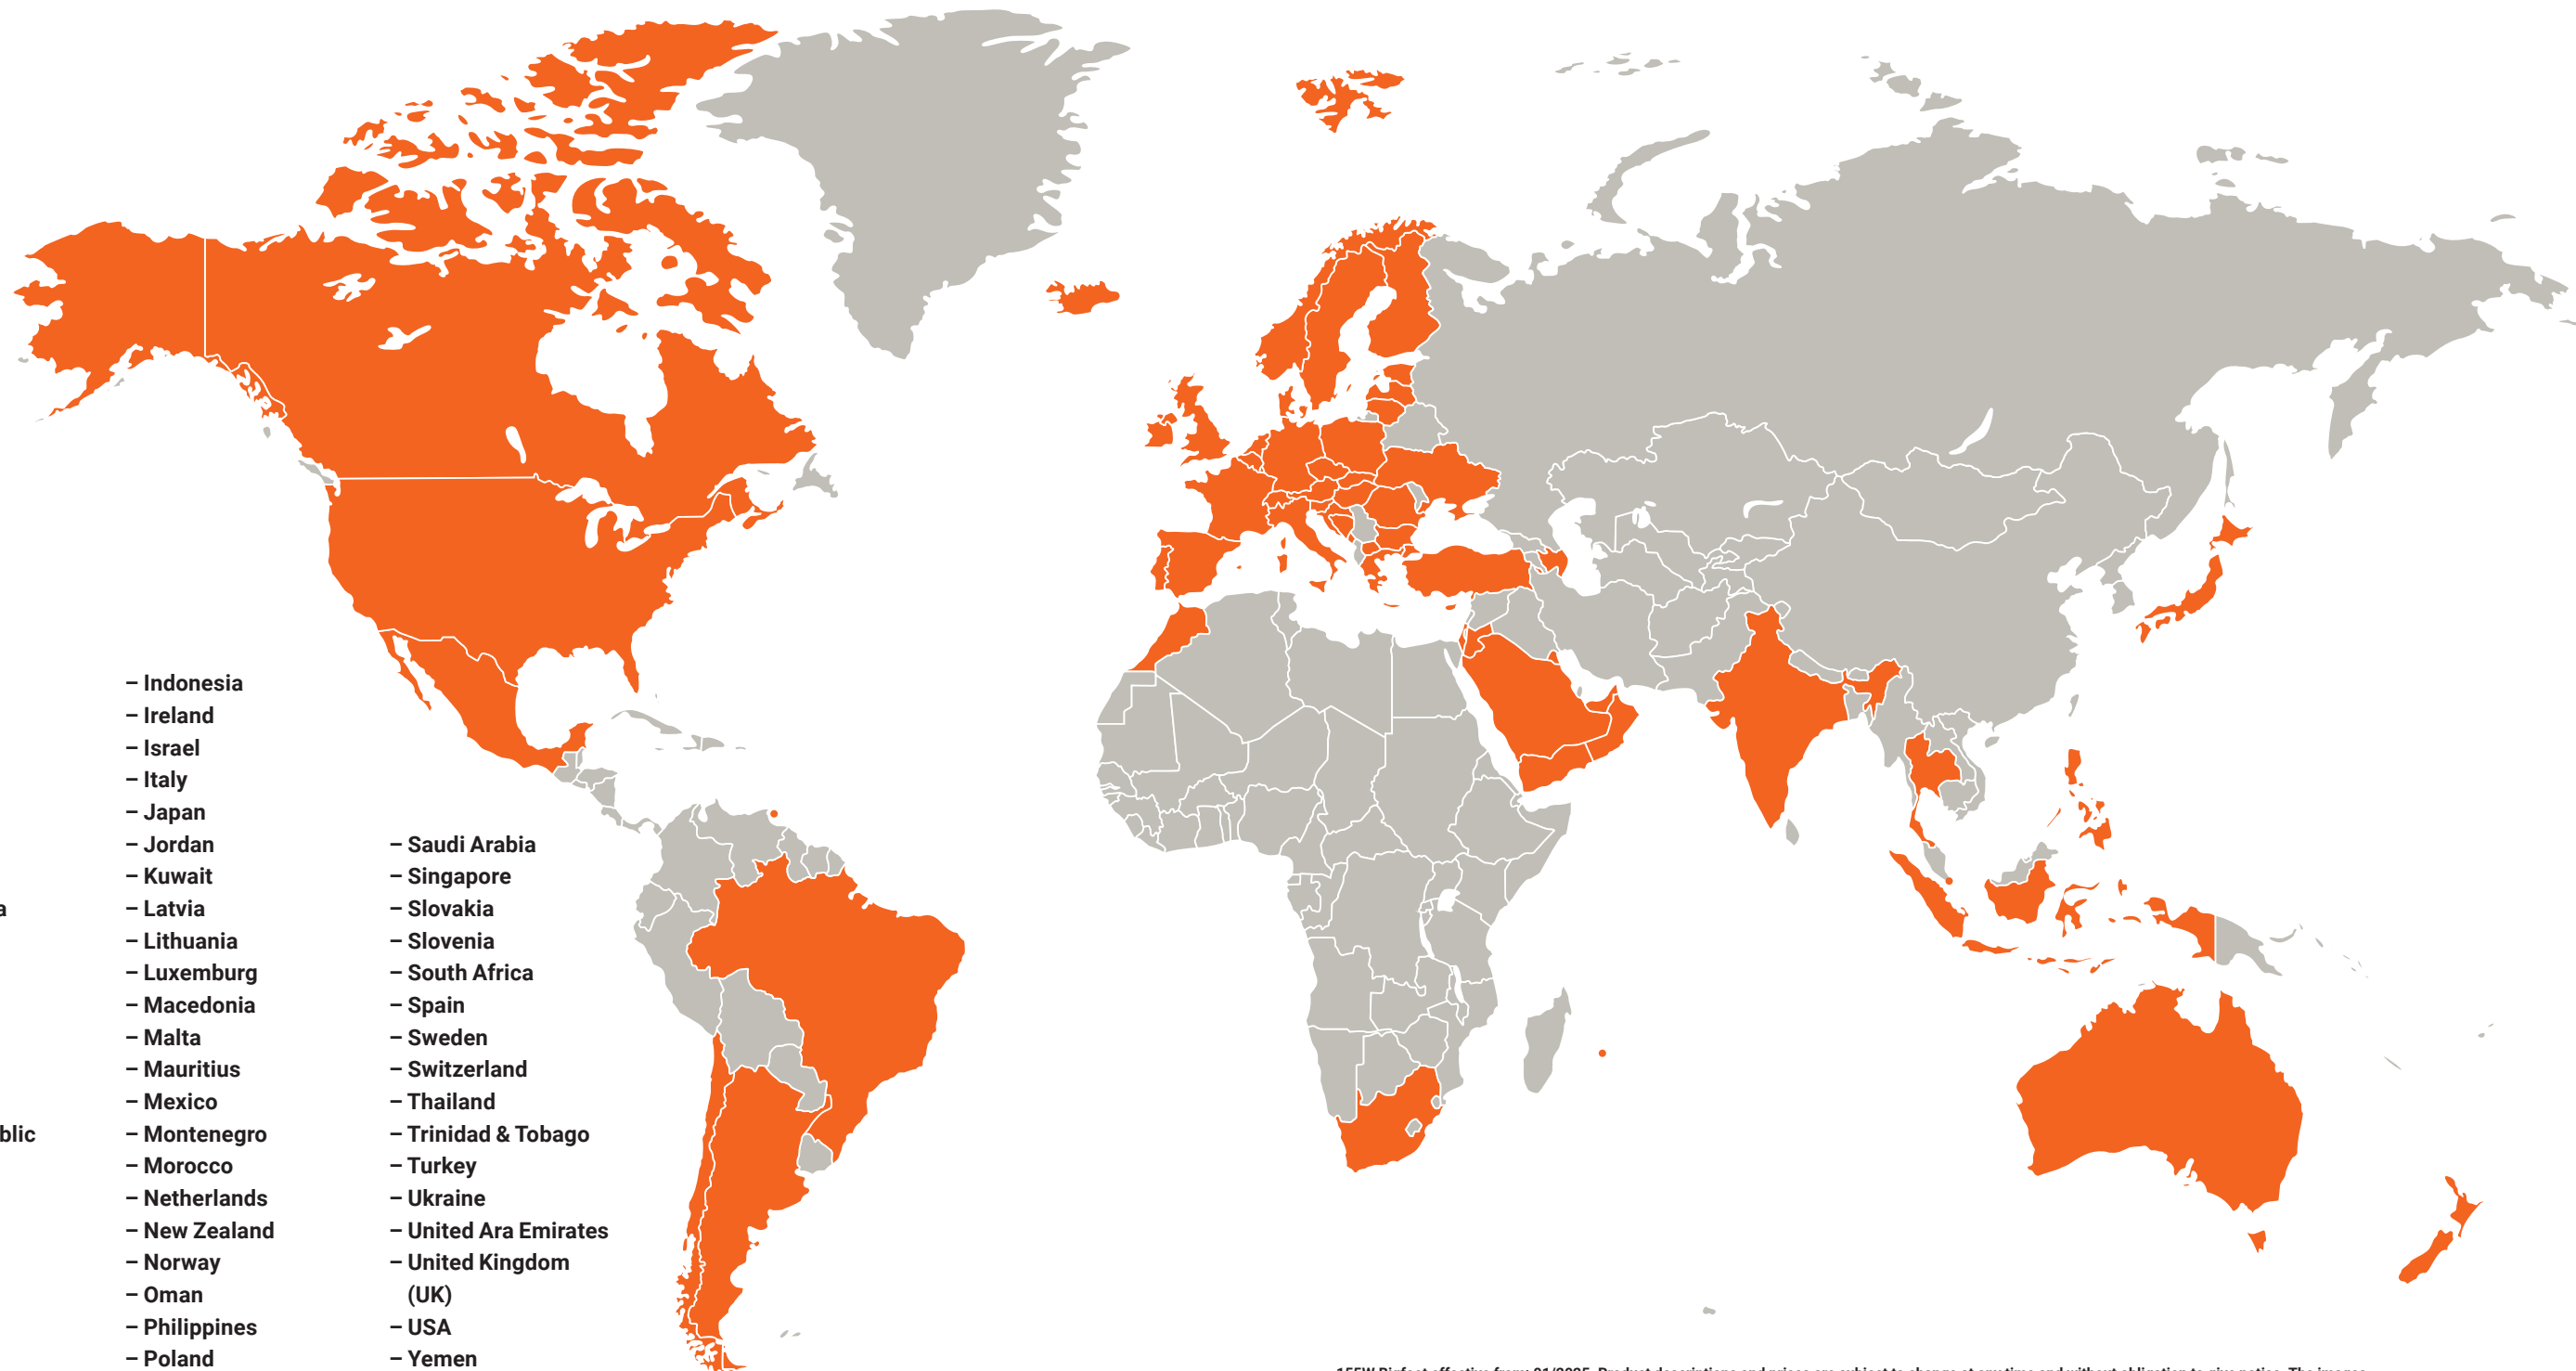 – Indonesia
– Ireland
– Israel
– Italy
– Japan
– Jordan
– Kuwait
– Latvia
– Lithuania
– Luxemburg
– Macedonia
– Malta
– Mauritius
– Mexico
– Montenegro
– Morocco
– Netherlands
– New Zealand
– Norway
– Oman
– Philippines
– Poland
– Saudi Arabia
– Singapore
– Slovakia
– Slovenia
– South Africa
– Spain
– Sweden
– Switzerland
– Thailand
– Trinidad & Tobago
– Turkey
– Ukraine
– United Ara Emirates
– United Kingdom
(UK)
– USA
– Yemen